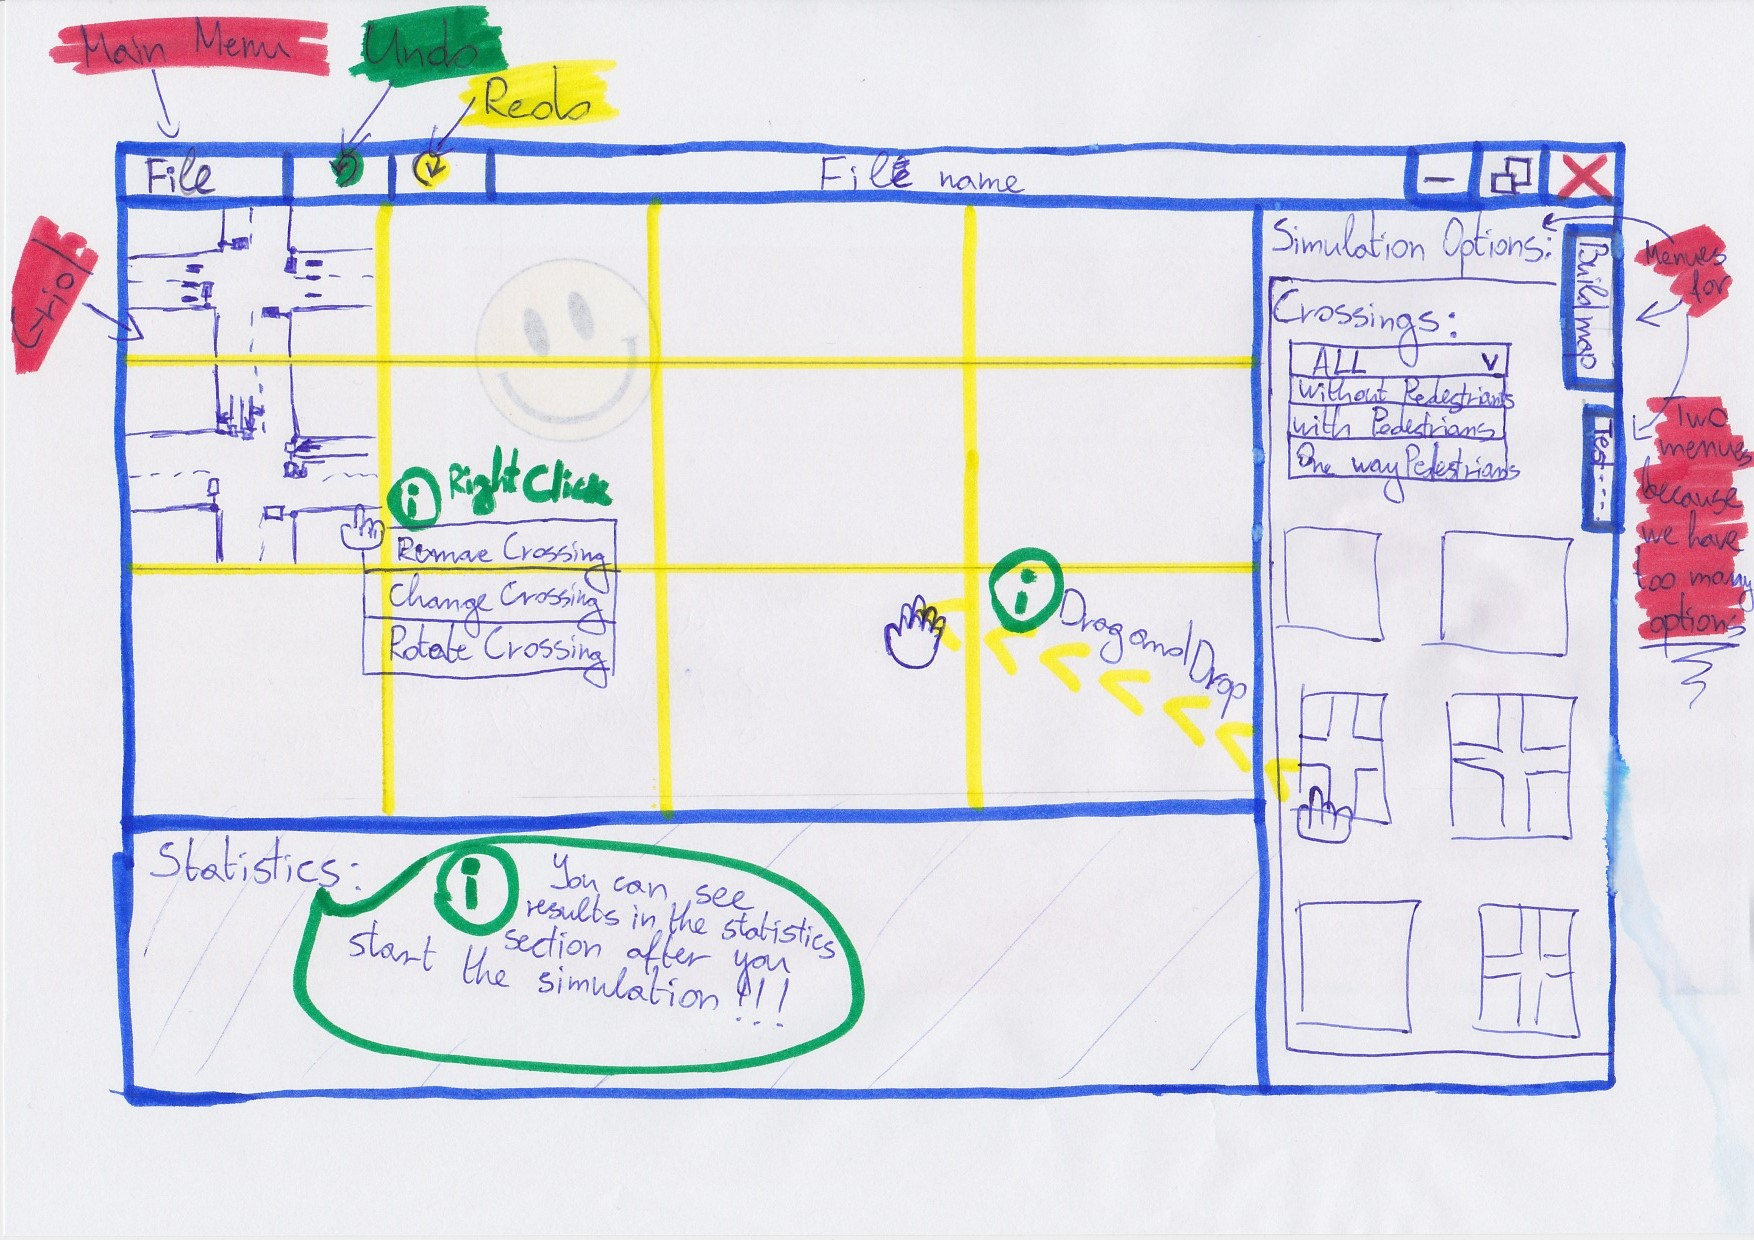 Main Menu
Undo
Redo
File
File name
Grid
Simulation Options:
Build map
Test....
Menues
for
Two
menues
because
we have
too many
options
Crossings:
ALL v
without Pedestrians
with Pedestrians
One way Pedestrians
i Right Click
Remove Crossing
Change Crossing
Rotate Crossing
i Drag and Drop
Statistics:
i You can see
results in the statistics
section after you
start the simulation !!!